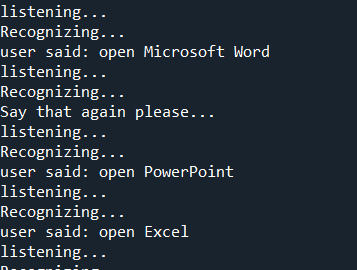 listening...
Recognizing...
user said: open Microsoft Word
listening...
Recognizing...
Say that again please...
listening...
Recognizing...
user said: open PowerPoint
listening...
Recognizing...
user said: open Excel
listening...
Recognizing